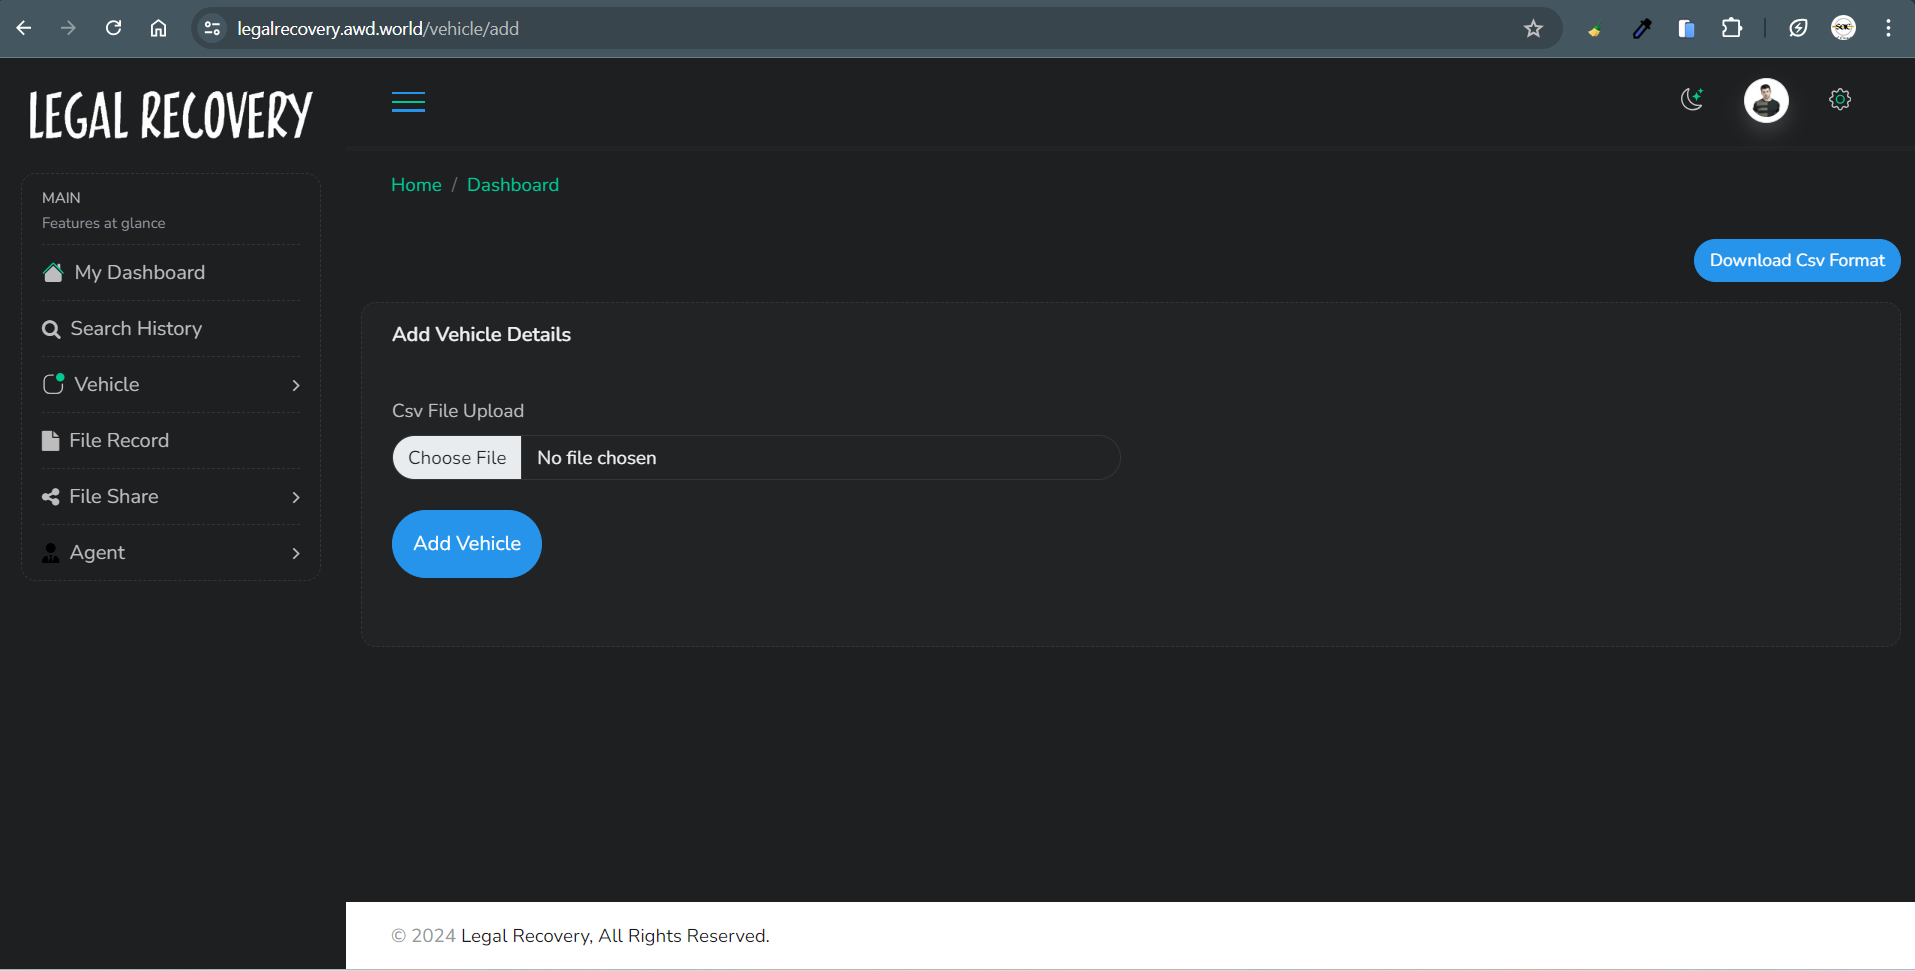 legalrecovery.awd.world/vehicle/add
LEGAL RECOVERY
MAIN
Features at glance
My Dashboard
Search History
Vehicle
File Record
File Share
Agent
Home / Dashboard
Download Csv Format
Add Vehicle Details
Csv File Upload
Choose File No file chosen
Add Vehicle
© 2024 Legal Recovery, All Rights Reserved.